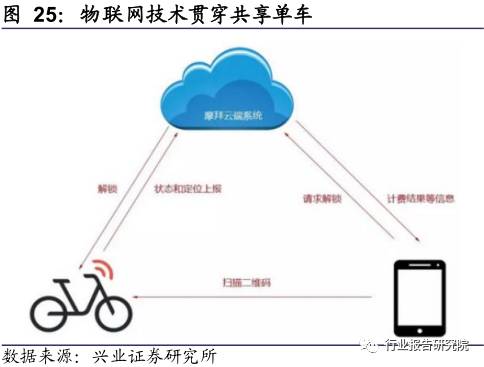 图 25：物联网技术贯穿共享单车
摩拜云端系统
解锁
状态和定位上报
请求解锁
计费结果等信息
扫描二维码
行业报告研究院
数据来源：兴业证券研究所